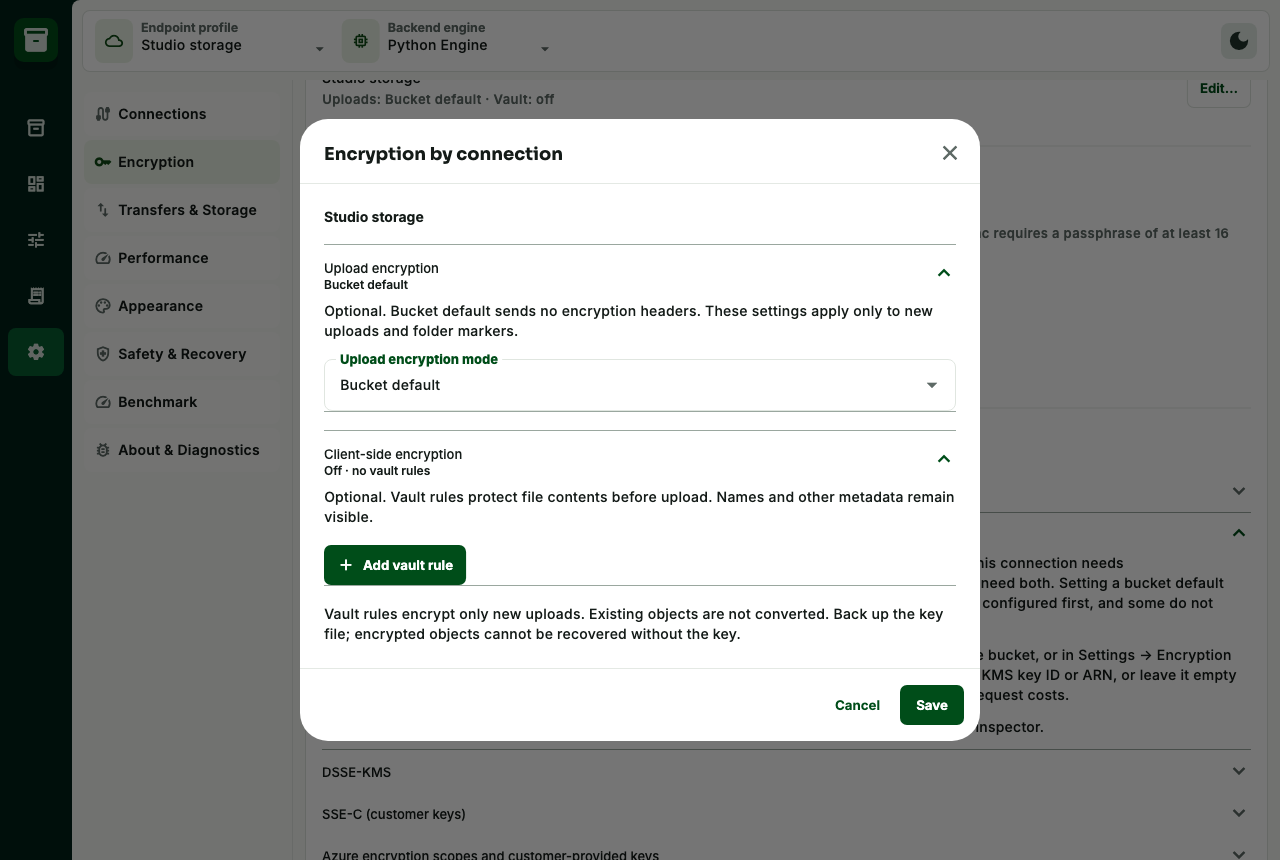 Endpoint profile
Studio storage
Backend engine
Python Engine
Connections
Encryption
Transfers & Storage
Performance
Appearance
Safety & Recovery
Benchmark
About & Diagnostics
Studio storage
Uploads: Bucket default · Vault: off
Edit...
requires a passphrase of at least 16
connection needs
need both. Setting a bucket default
configured first, and some do not
bucket, or in Settings → Encryption
KMS key ID or ARN, or leave it empty
costs.
DSSE-KMS
SSE-C (customer keys)
Azure encryption scopes and customer-provided keys
Encryption by connection
Studio storage
Upload encryption
Bucket default
Optional. Bucket default sends no encryption headers. These settings apply only to new
uploads and folder markers.
Upload encryption mode
Bucket default
Client-side encryption
Off · no vault rules
Optional. Vault rules protect file contents before upload. Names and other metadata remain
visible.
Add vault rule
Vault rules encrypt only new uploads. Existing objects are not converted. Back up the key
file; encrypted objects cannot be recovered without the key.
Cancel
Save